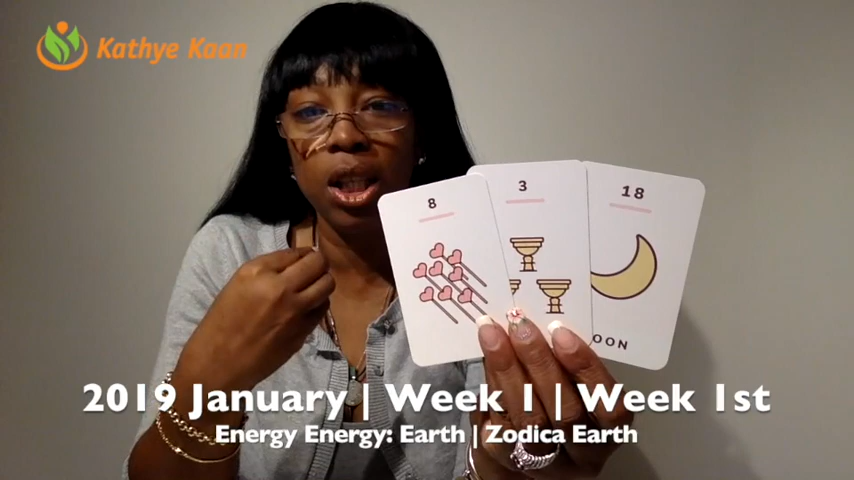 Kathye Kaan
8
3
18
OON
2019 January | Week 1 | Week 1st
Energy Energy: Earth | Zodica Earth